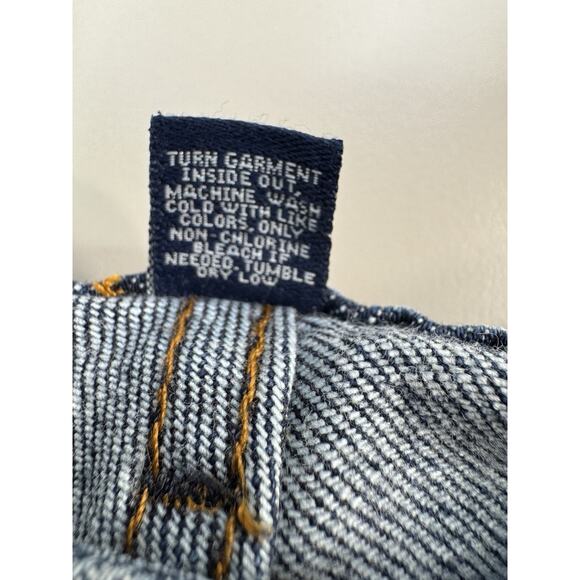 TURN GARMENT
INSIDE OUT,
MACHINE WASH
COLD WITH LIKE
COLORS, ONLY
NON-CHLORINE
BLEACH IF
NEEDED, TUMBLE
DRY LOW